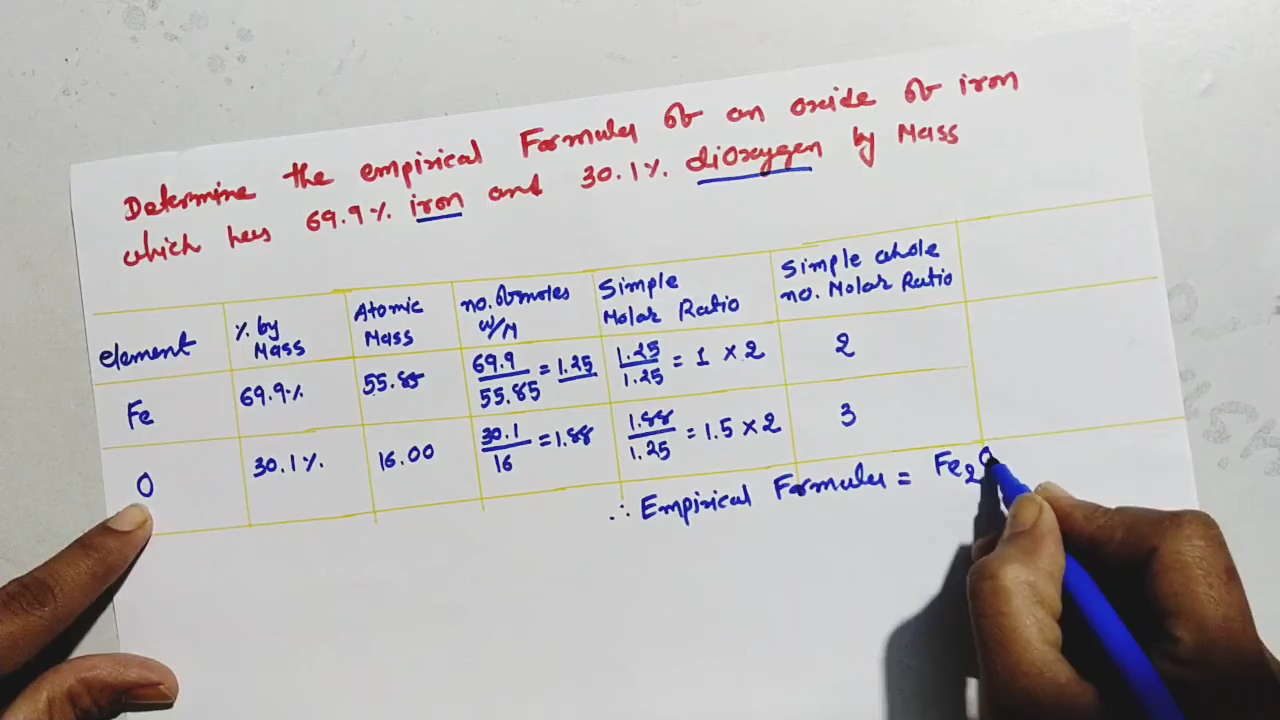 Determine the empirical Formula of an oxide of iron
which has 69.9% iron and 30.1% dioxygen by Mass
element
% by Mass
Atomic Mass
no. of moles w/M
Simple Molar Ratio
Simple whole no. Molar Ratio
Fe
69.9%
55.85
69.9/55.85 = 1.25
1.25/1.25 = 1 × 2
2
O
30.1%
16.00
30.1/16 = 1.88
1.88/1.25 = 1.5 × 2
3
∴ Empirical Formula = Fe₂O